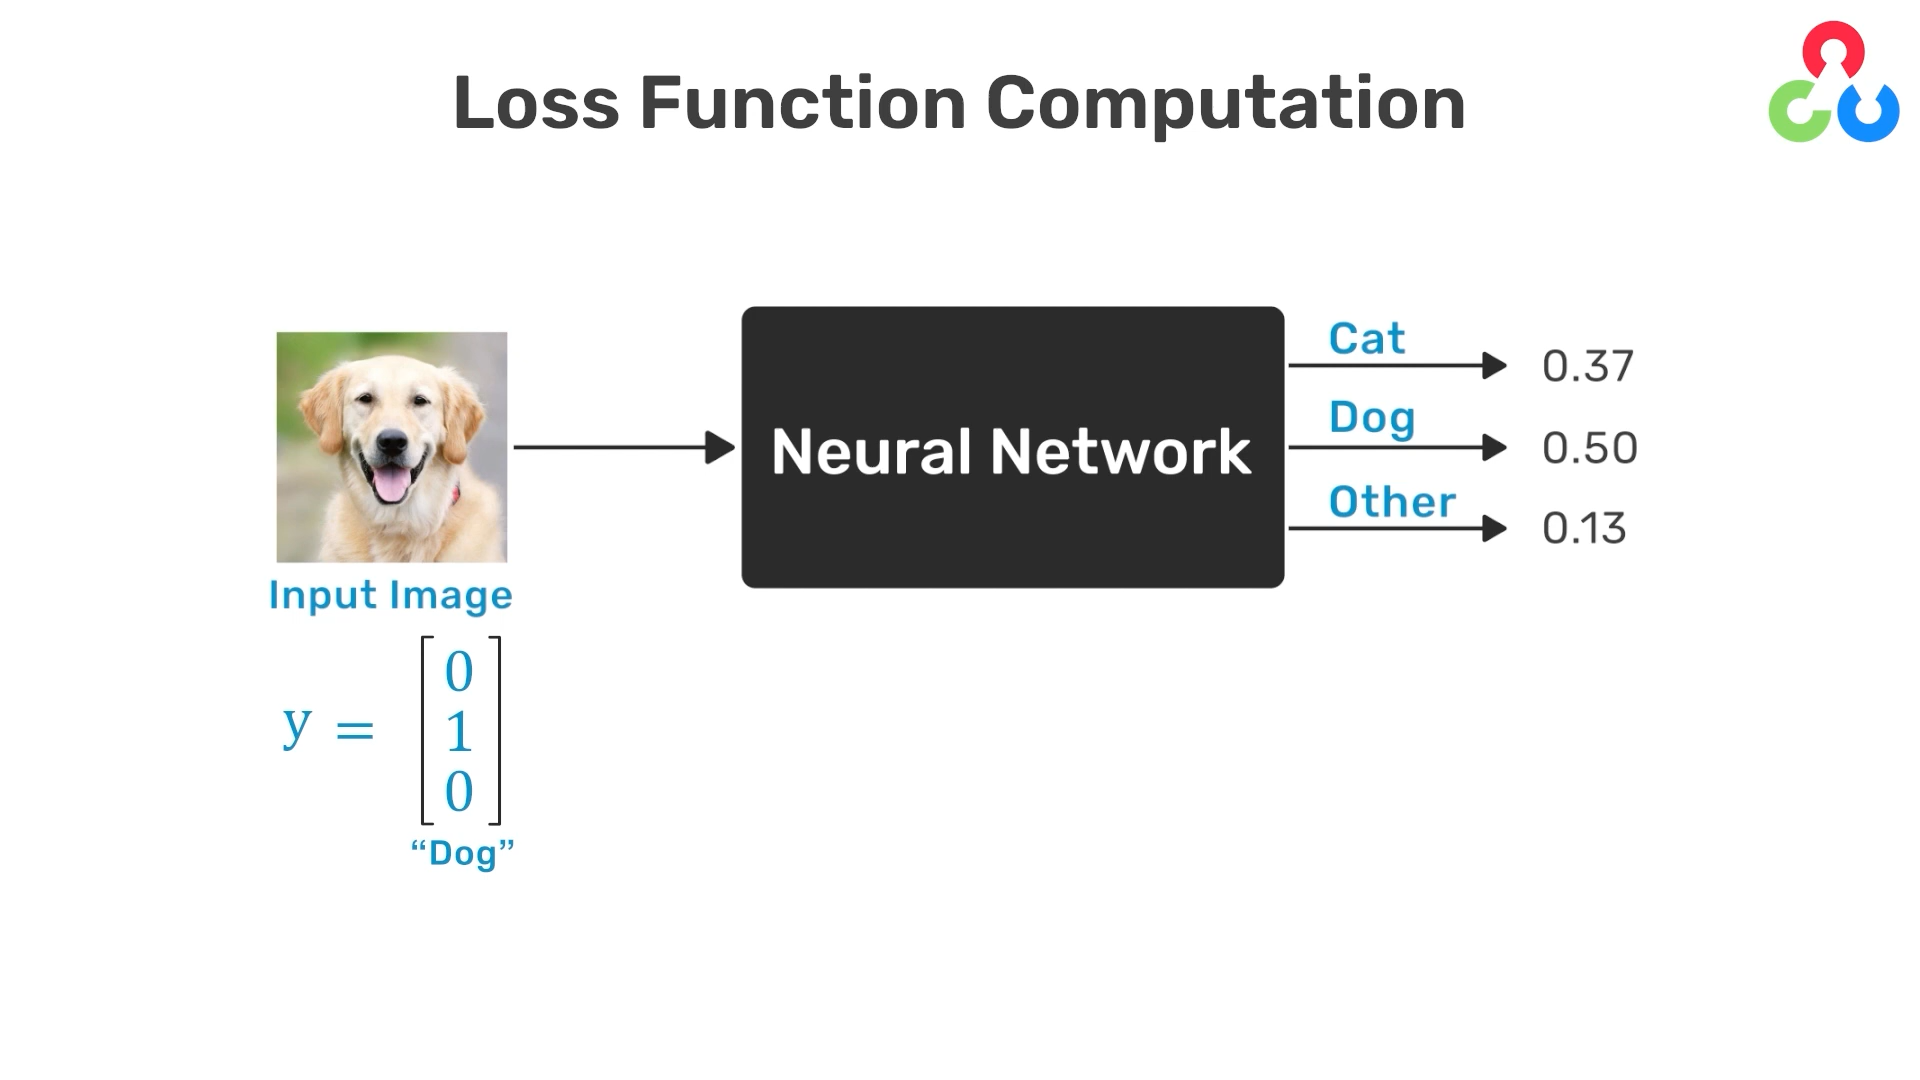 Loss Function Computation
Cat
0.37
Dog
0.50
Neural Network
Other
0.13
Input Image
y =
0
1
0
“Dog”